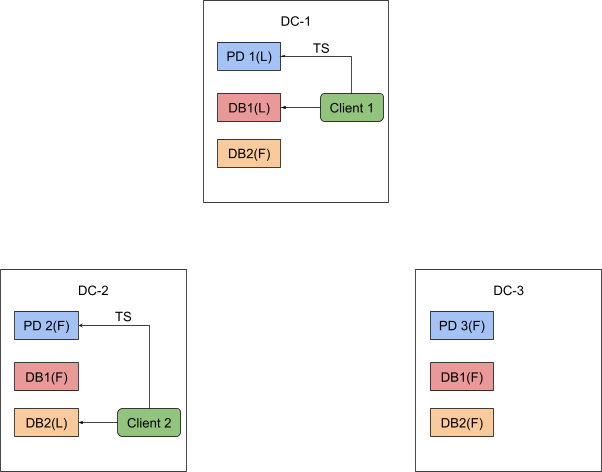 DC-1
TS
PD 1(L)
DB1(L)
Client 1
DB2(F)
DC-2
TS
PD 2(F)
DB1(F)
DB2(L)
Client 2
DC-3
PD 3(F)
DB1(F)
DB2(F)